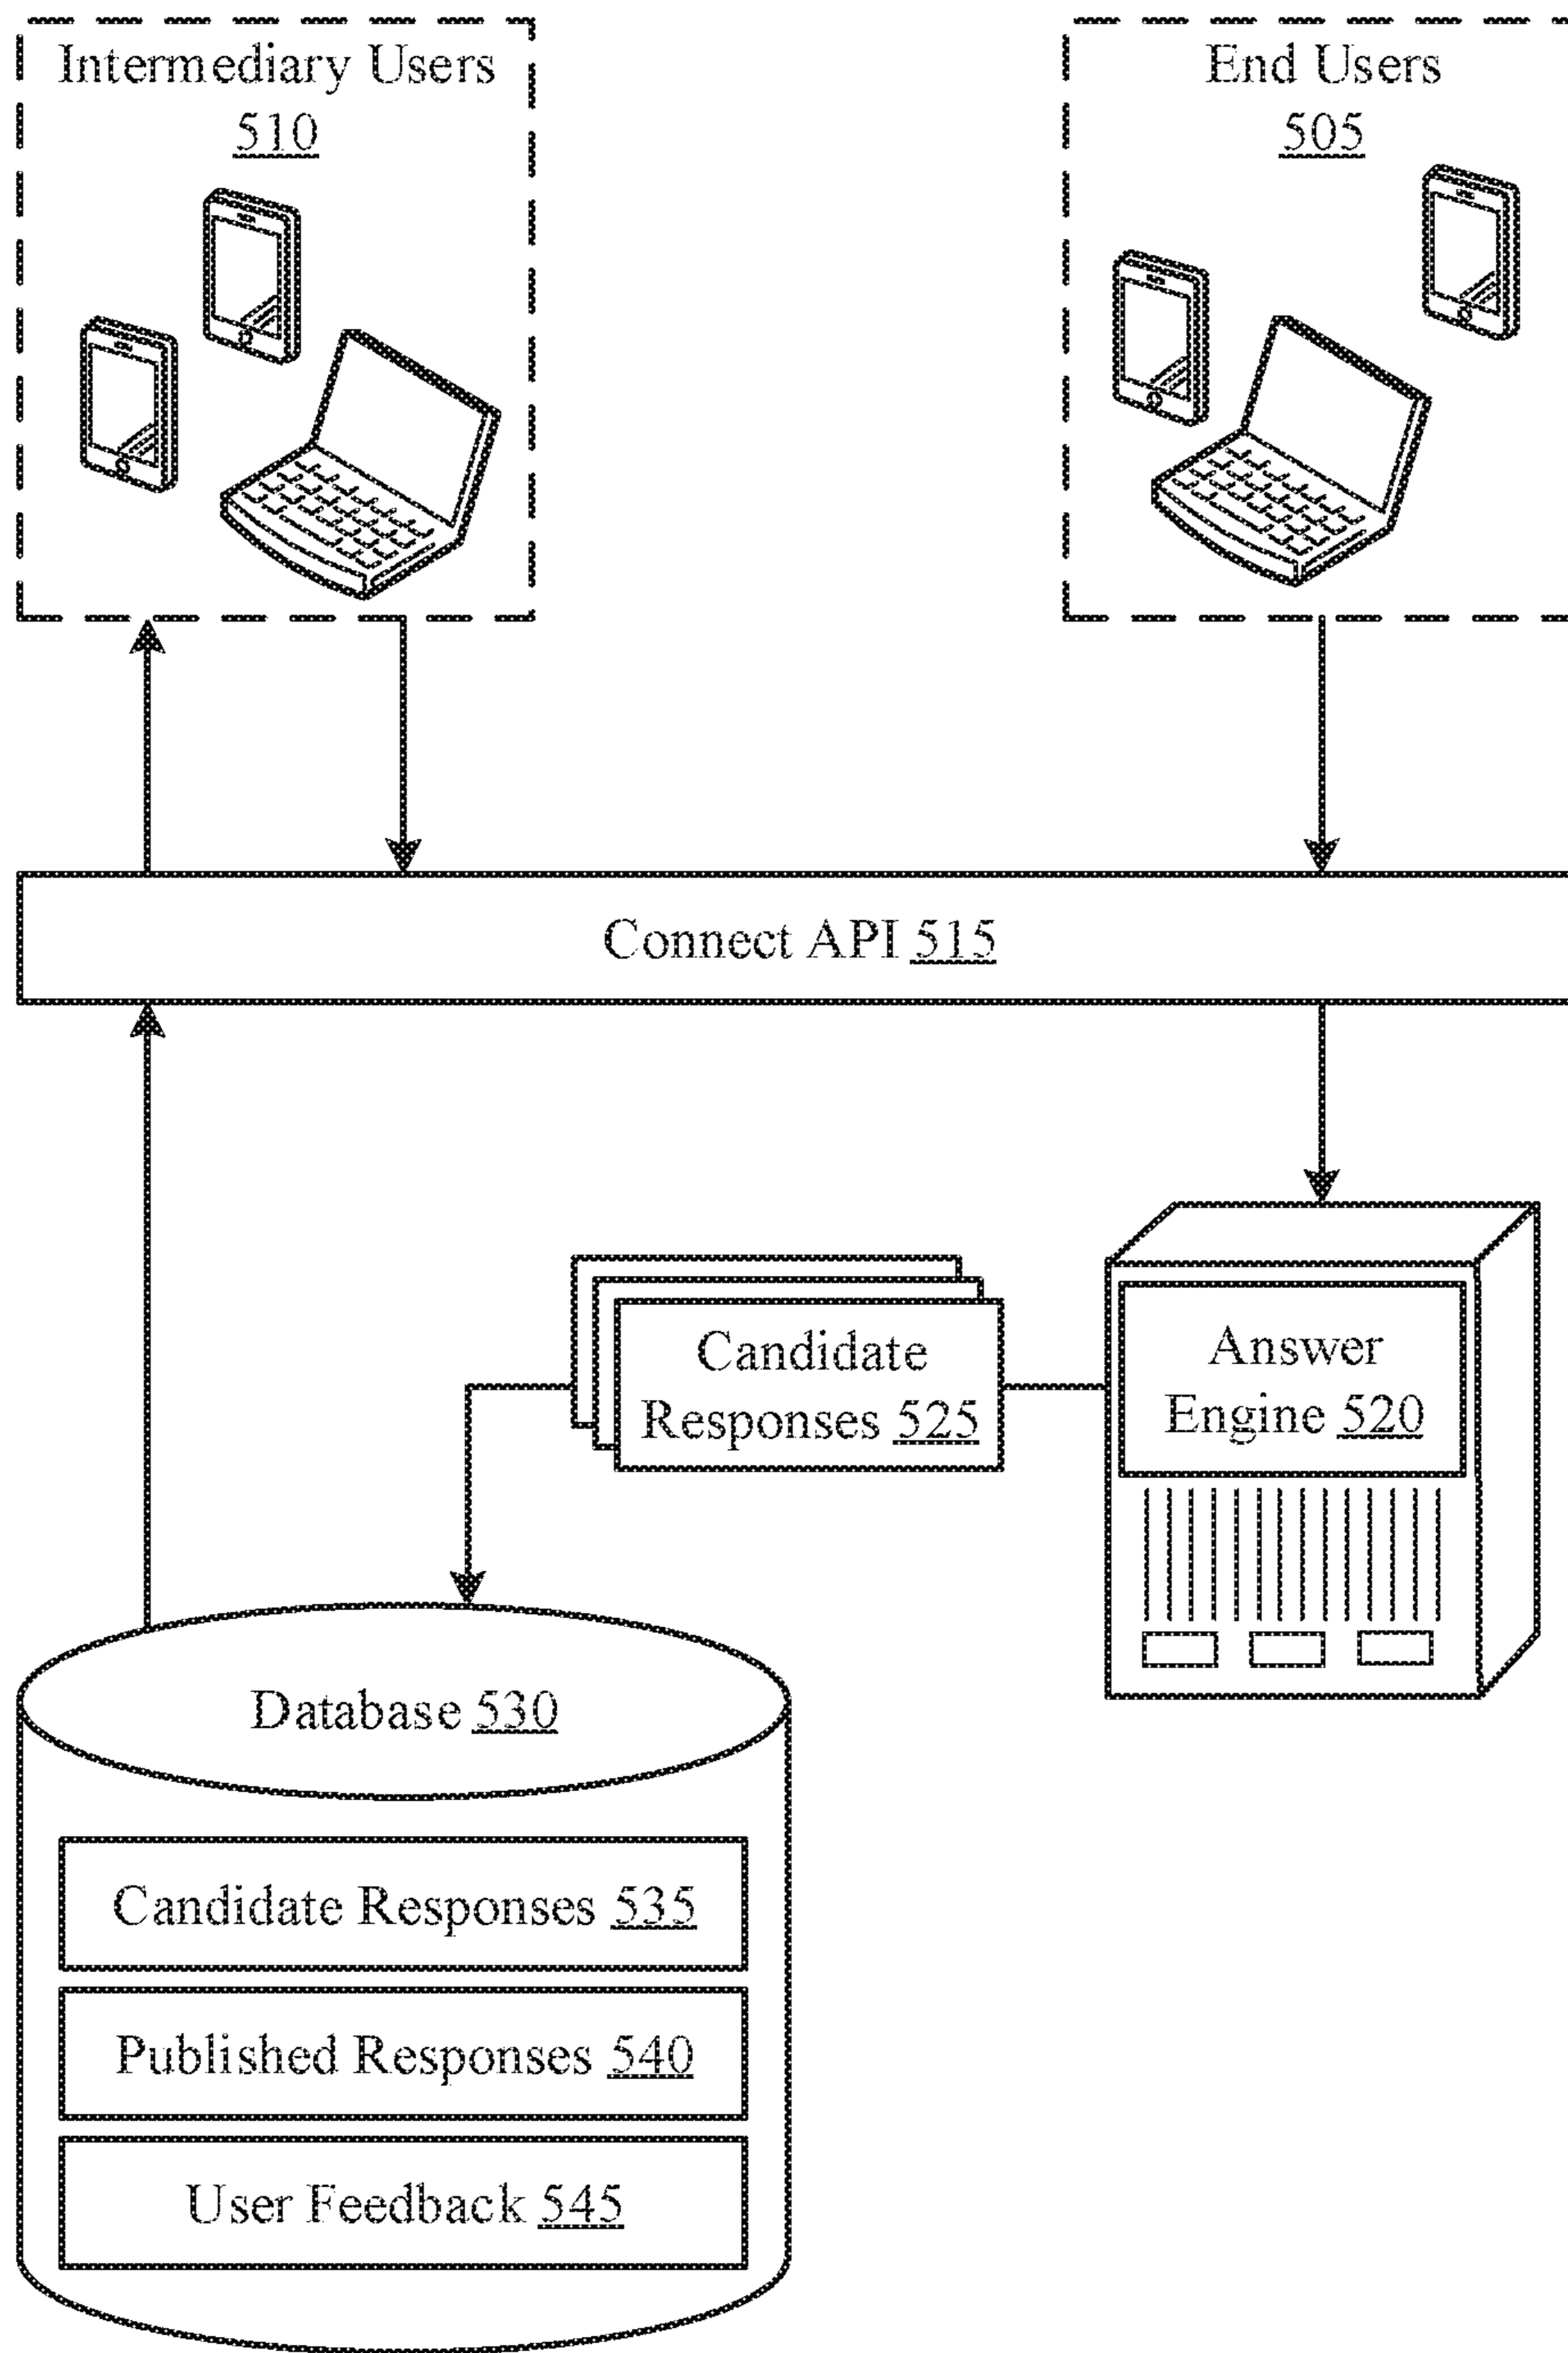 Intermediary Users
510
End Users
505
Connect API 515
Candidate
Responses 525
Answer
Engine 520
Database 530
Candidate Responses 535
Published Responses 540
User Feedback 545